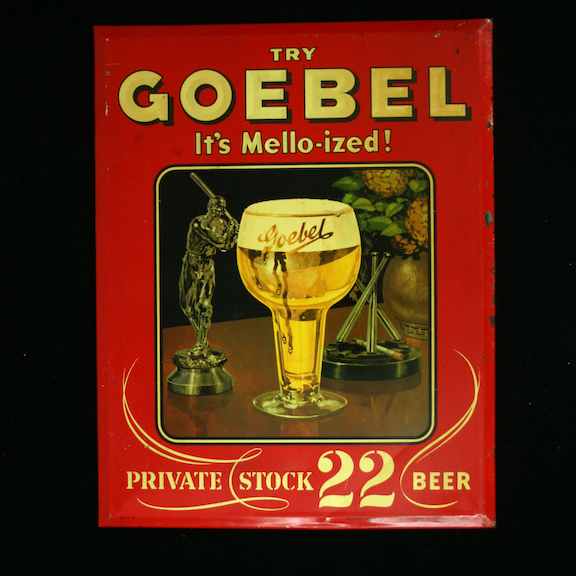 TRY
GOEBEL
It's Mello-ized!
Goebel
PRIVATE STOCK 22 BEER